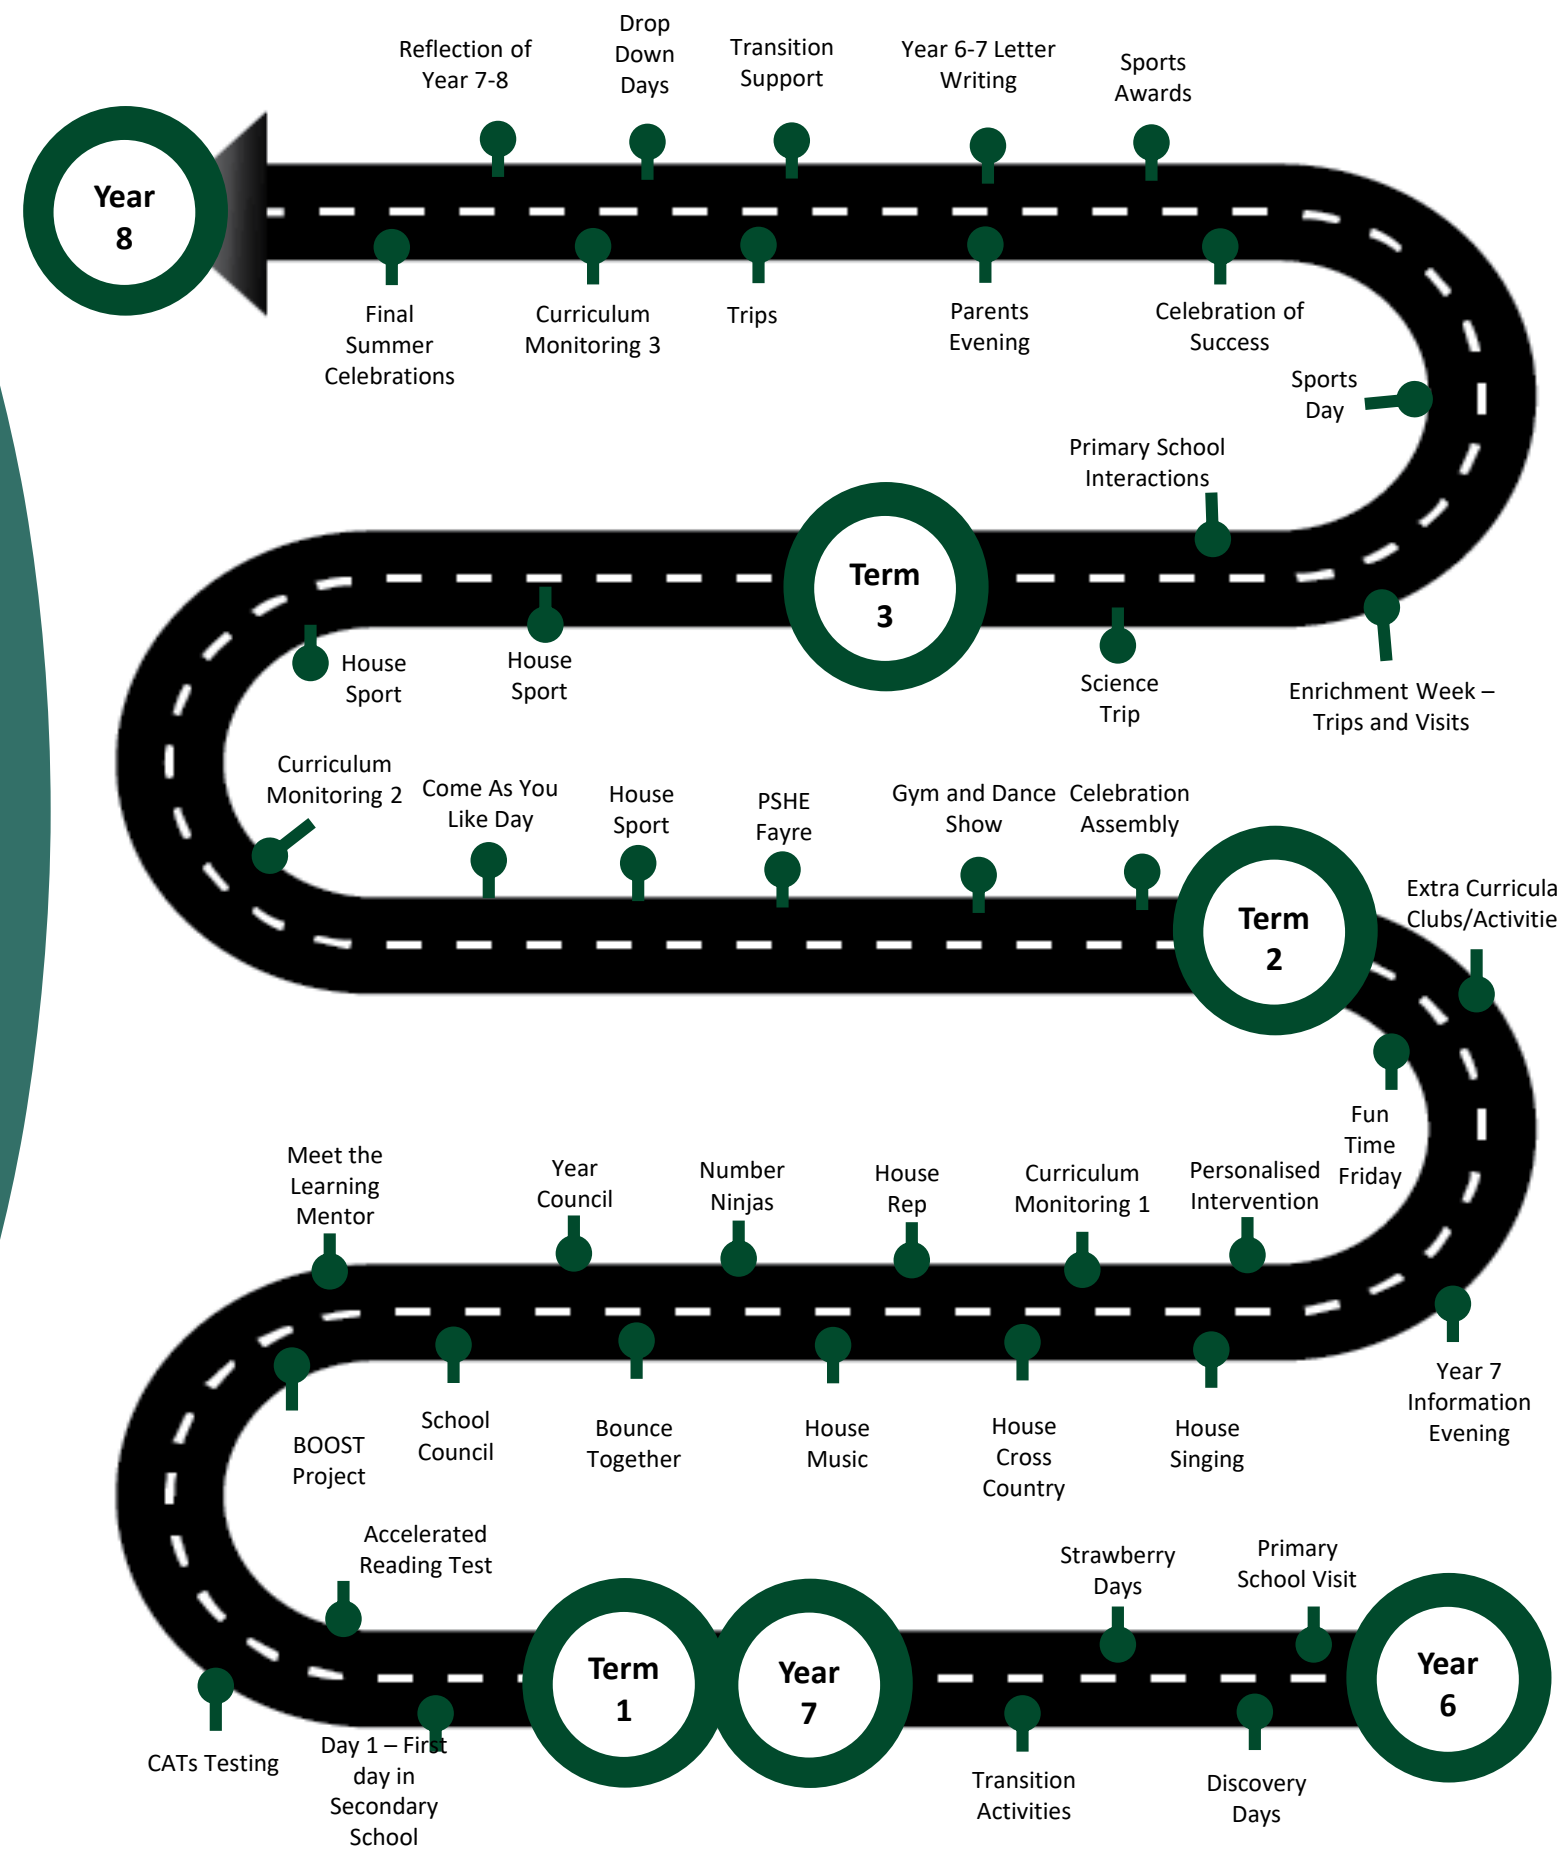 Reflection of
Year 7-8
Drop
Down
Days
Transition
Support
Year 6-7 Letter
Writing
Sports
Awards
Year
8
Final
Summer
Celebrations
Curriculum
Monitoring 3
Trips
Parents
Evening
Celebration of
Success
Sports
Day
Primary School
Interactions
Term
3
House
Sport
House
Sport
Science
Trip
Enrichment Week –
Trips and Visits
Curriculum
Monitoring 2
Come As You
Like Day
House
Sport
PSHE
Fayre
Gym and Dance
Show
Celebration
Assembly
Term
2
Extra Curricula
Clubs/Activitie
Fun
Time
Friday
Meet the
Learning
Mentor
Year
Council
Number
Ninjas
House
Rep
Curriculum
Monitoring 1
Personalised
Intervention
BOOST
Project
School
Council
Bounce
Together
House
Music
House
Cross
Country
House
Singing
Year 7
Information
Evening
Accelerated
Reading Test
Strawberry
Days
Primary
School Visit
Term
1
Year
7
Year
6
CATs Testing
Day 1 – First
day in
Secondary
School
Transition
Activities
Discovery
Days